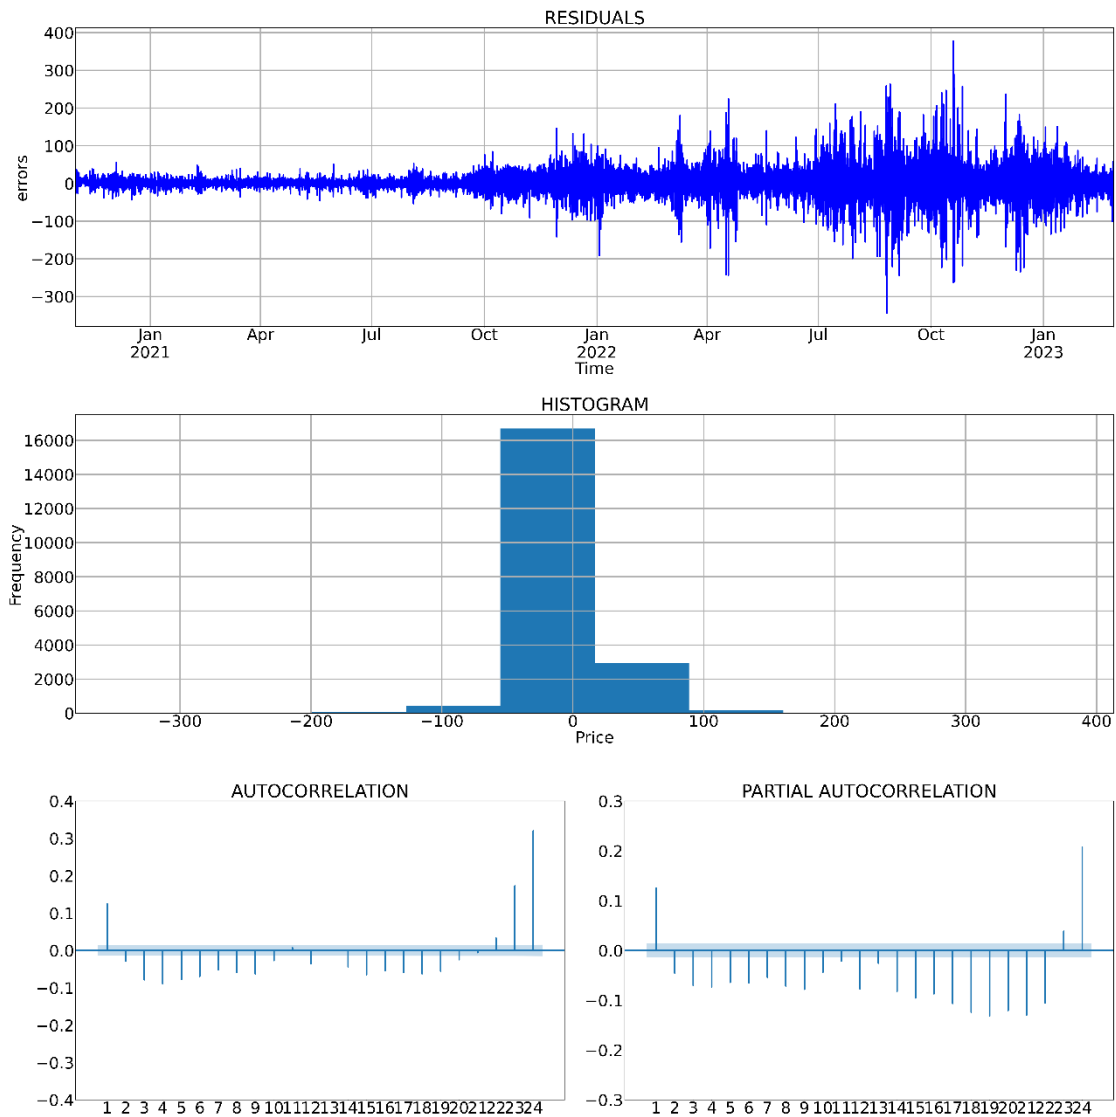 RESIDUALS
400
300
200
100
0
−100
−200
−300
errors
Jan Apr Jul Oct Jan Apr Jul Oct Jan
2021 2022 2023
Time
HISTOGRAM
16000
14000
12000
10000
8000
6000
4000
2000
0
Frequency
−300 −200 −100 0 100 200 300 400
Price
AUTOCORRELATION
0.4
0.3
0.2
0.1
0.0
−0.1
−0.2
−0.3
−0.4
1 2 3 4 5 6 7 8 9 10 11 12 13 14 15 16 17 18 19 20 21 22 23 24
PARTIAL AUTOCORRELATION
0.3
0.2
0.1
0.0
−0.1
−0.2
−0.3
1 2 3 4 5 6 7 8 9 10 11 12 13 14 15 16 17 18 19 20 21 22 23 24